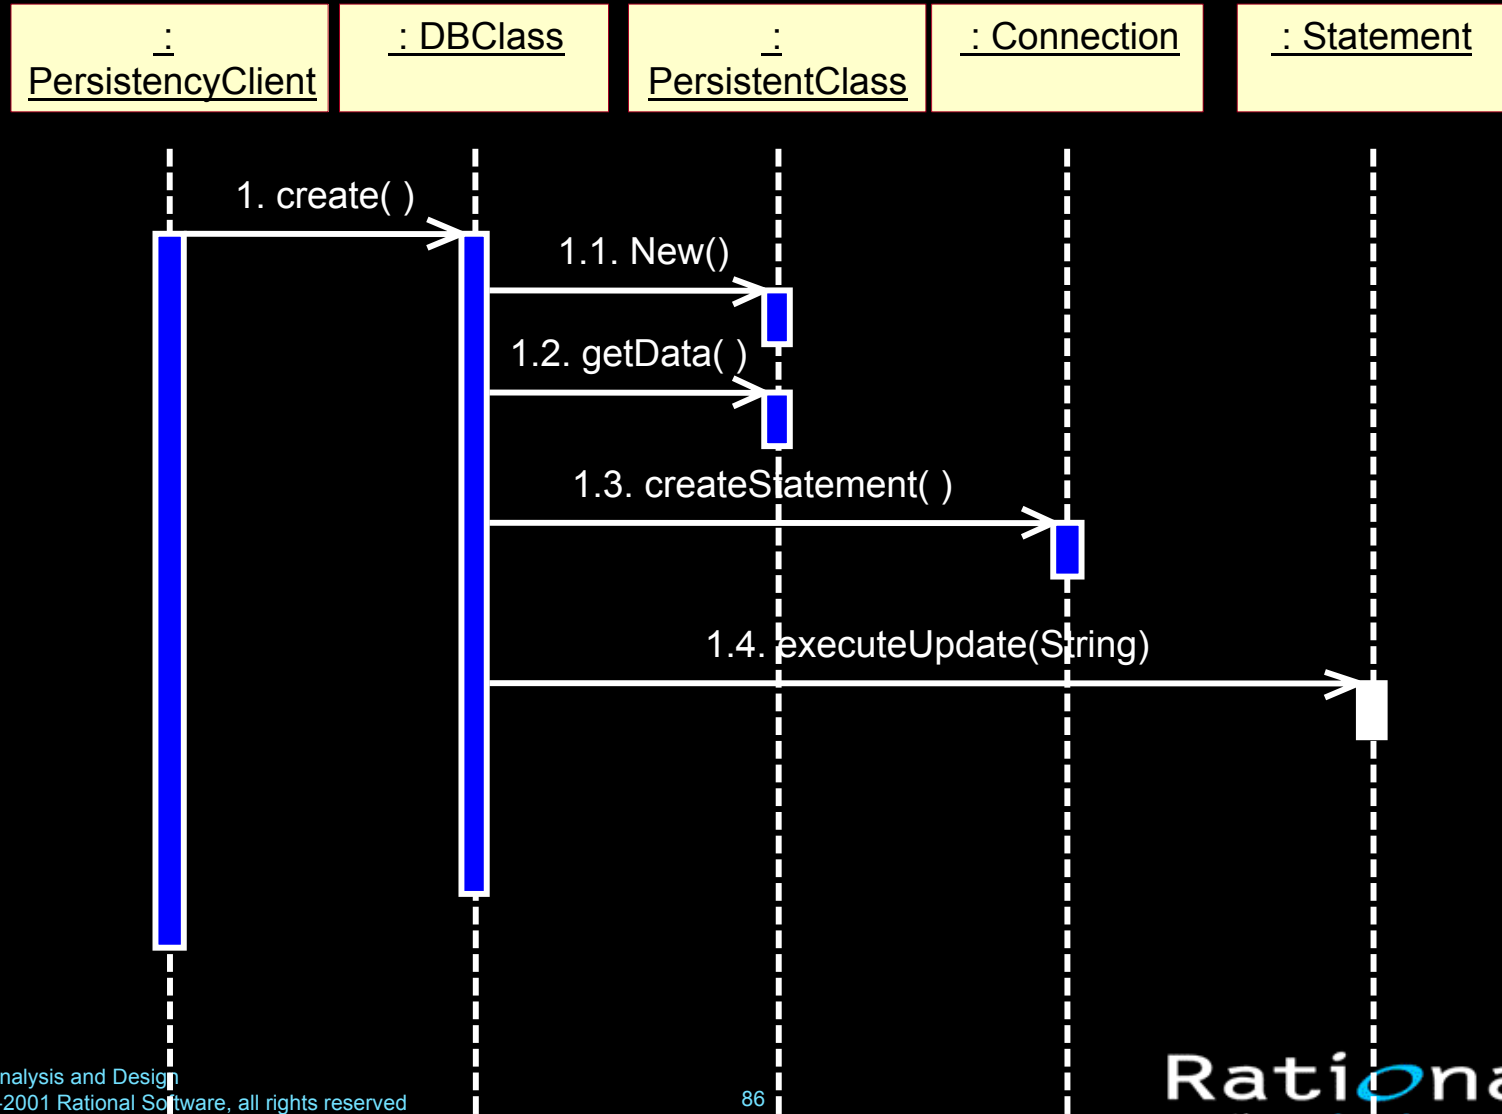 :
PersistencyClient
: DBClass
:
PersistentClass
: Connection
: Statement
1. create( )
1.1. New()
1.2. getData( )
1.3. createStatement( )
1.4. executeUpdate(String)
nalysis and Design
-2001 Rational Software, all rights reserved
86
Rationa